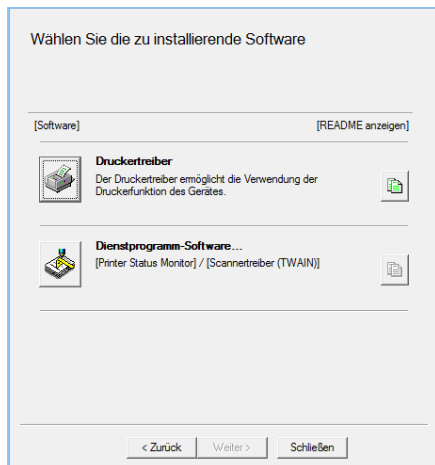 Wählen Sie die zu installierende Software
[Software] [README anzeigen]
Druckertreiber
Der Druckertreiber ermöglicht die Verwendung der
Druckerfunktion des Gerätes.
Dienstprogramm-Software...
[Printer Status Monitor] / [Scannertreiber (TWAIN)]
< Zurück Weiter > Schließen